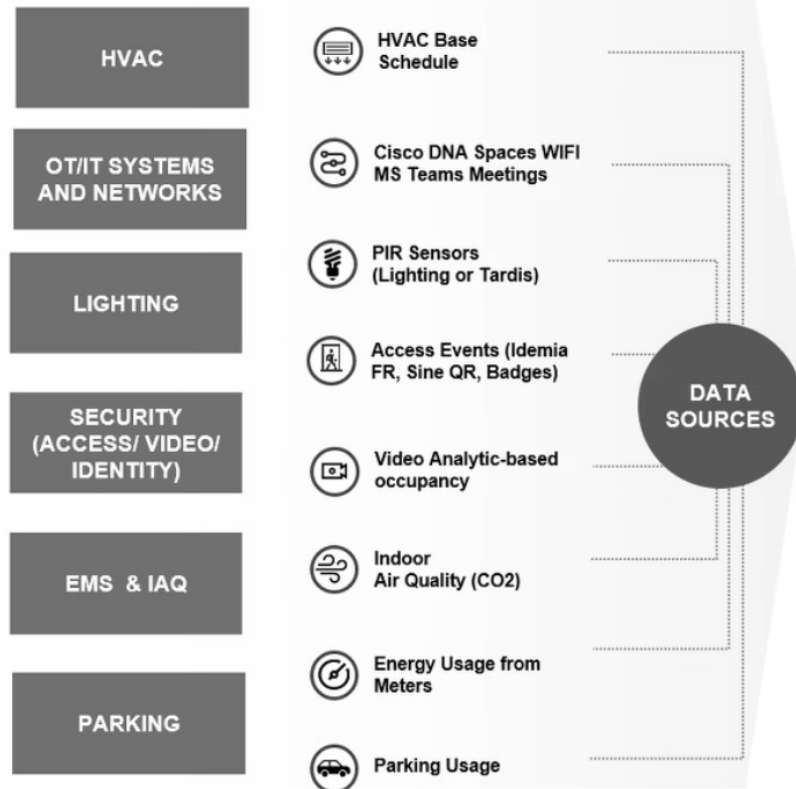 HVAC
OT/IT SYSTEMS
AND NETWORKS
LIGHTING
SECURITY
(ACCESS/ VIDEO/
IDENTITY)
EMS & IAQ
PARKING
HVAC Base
Schedule
Cisco DNA Spaces WIFI
MS Teams Meetings
PIR Sensors
(Lighting or Tardis)
Access Events (Idemia
FR, Sine QR, Badges)
Video Analytic-based
occupancy
Indoor
Air Quality (CO2)
Energy Usage from
Meters
Parking Usage
DATA
SOURCES